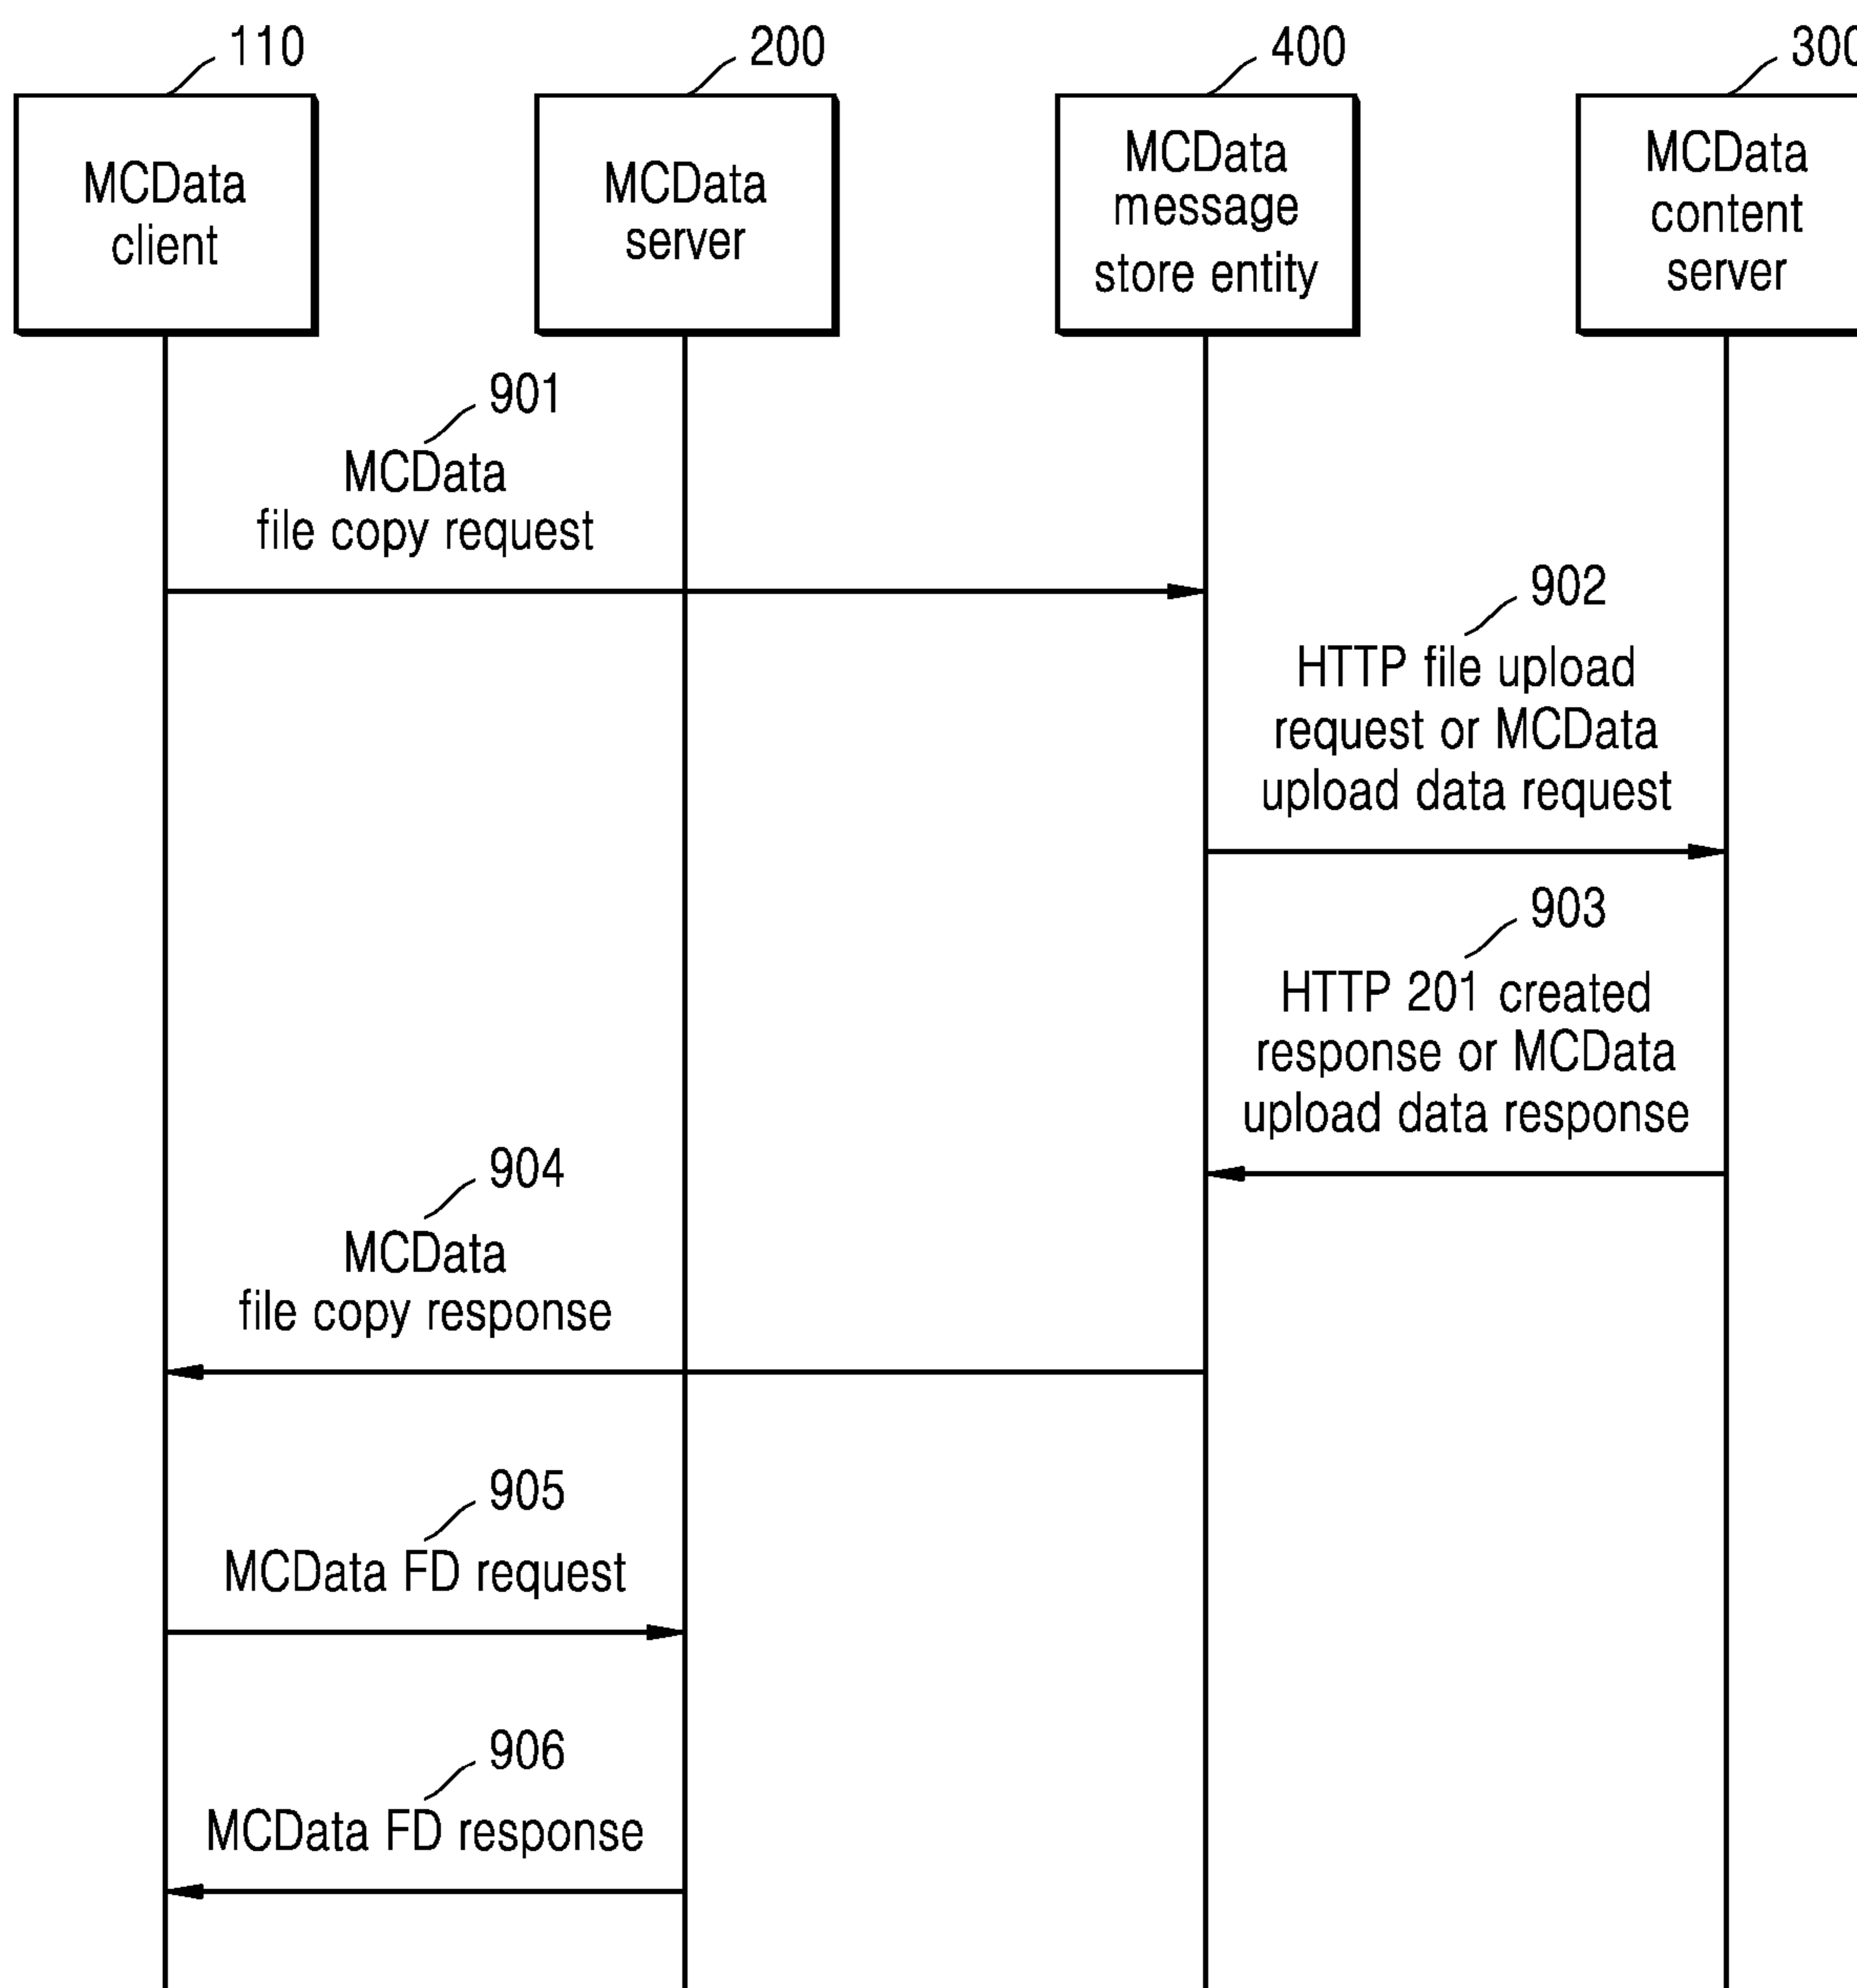 110
200
400
300
MCData
client
MCData
server
MCData
message
store entity
MCData
content
server
901
MCData
file copy request
902
HTTP file upload
request or MCData
upload data request
903
HTTP 201 created
response or MCData
upload data response
904
MCData
file copy response
905
MCData FD request
906
MCData FD response